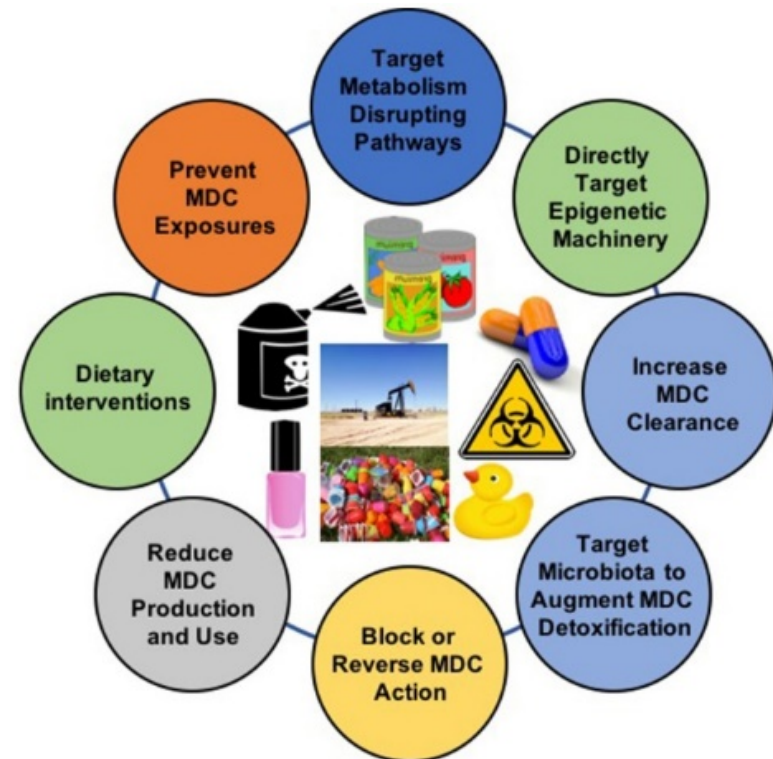 Target
Metabolism
Disrupting
Pathways
Directly
Target
Epigenetic
Machinery
Increase
MDC
Clearance
Target
Microbiota to
Augment MDC
Detoxification
Block or
Reverse MDC
Action
Reduce
MDC
Production
and Use
Dietary
interventions
Prevent
MDC
Exposures